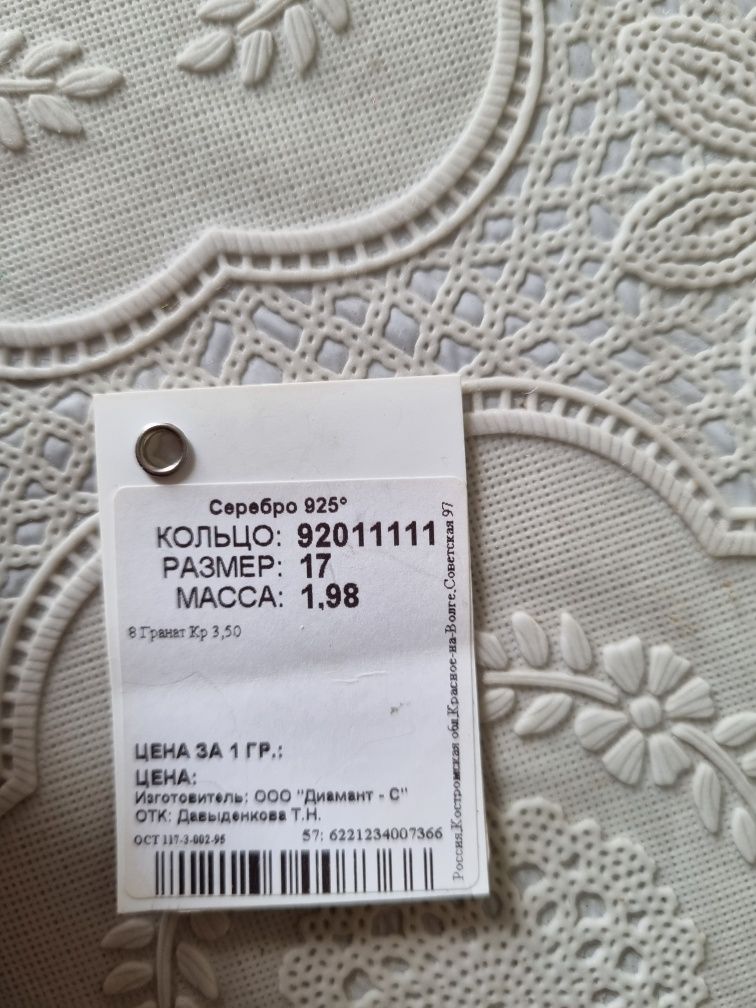 Серебро 925°
КОЛЬЦО: 92011111
РАЗМЕР: 17
МАССА: 1,98
8 Гранат Кр 3,50
ЦЕНА ЗА 1 ГР.:
ЦЕНА:
Изготовитель: ООО "Диамант - С"
ОТК: Давыденкова Т.Н.
ОСТ 117-3-002-95 57; 6221234007366
Россия,Костромская обл,Красное-на-Волге,Советская 97